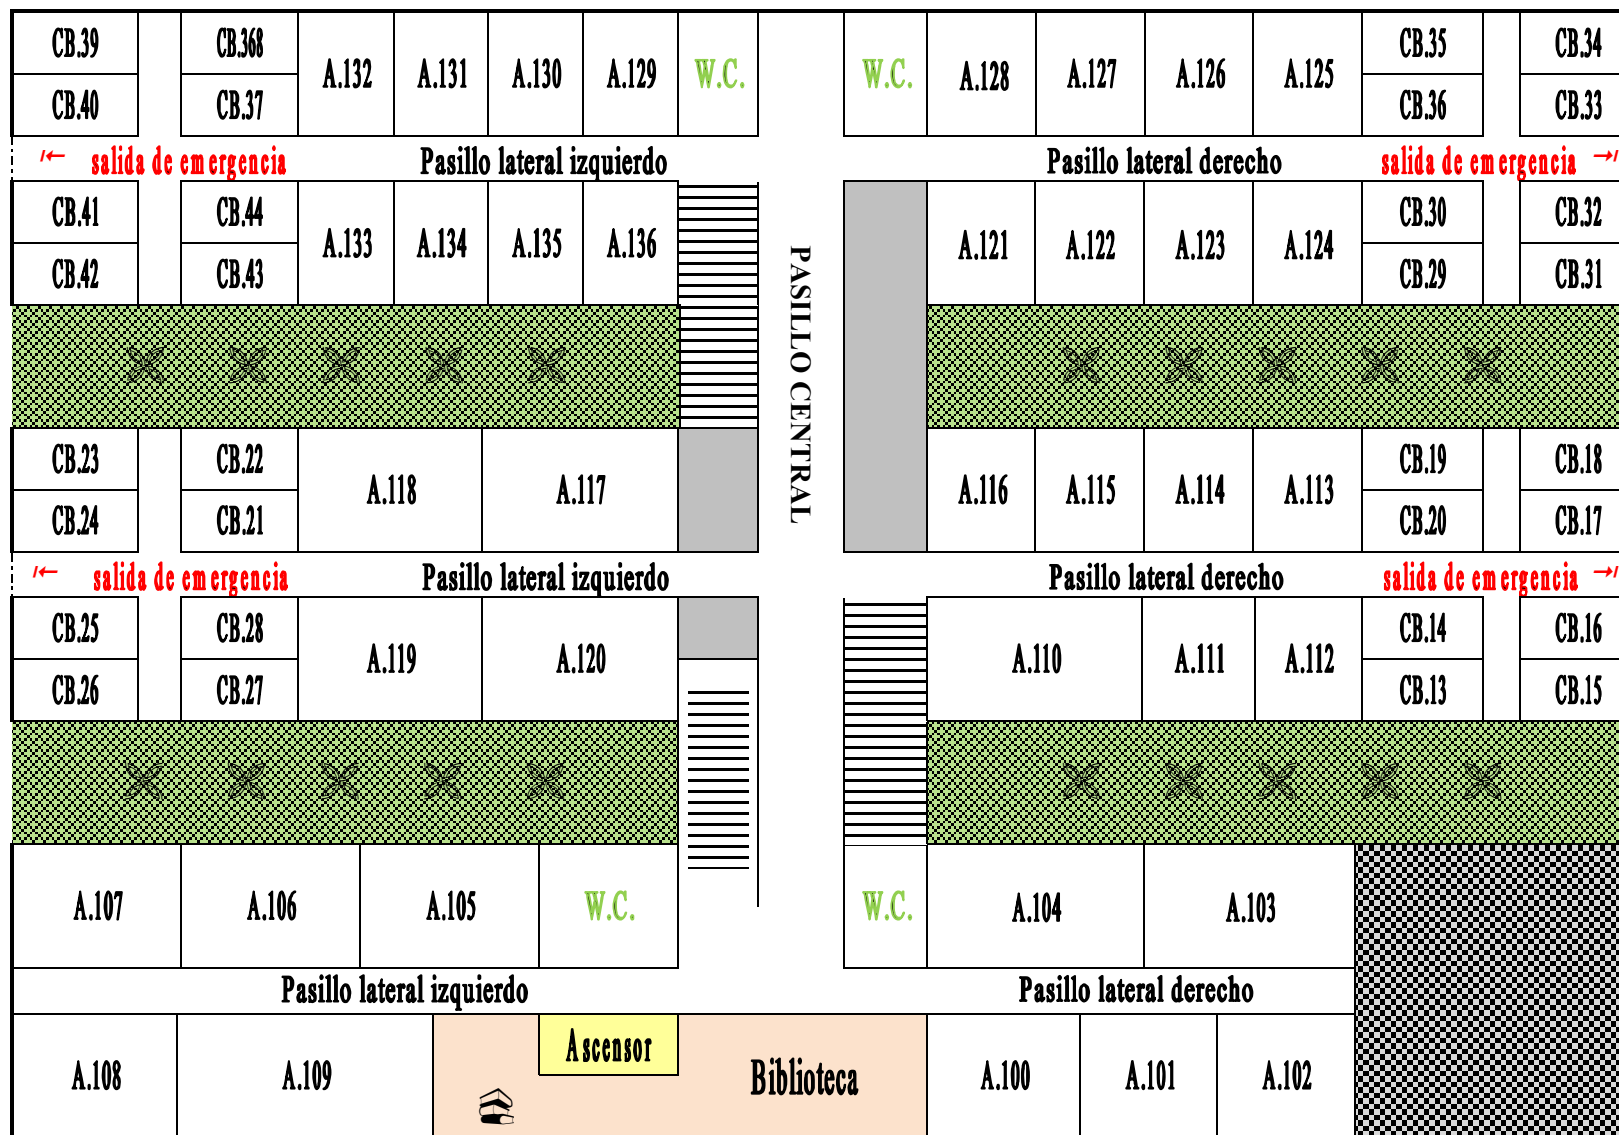 CB.39 CB.368 A.132 A.131 A.130 A.129 W.C. W.C. A.128 A.127 A.126 A.125 CB.35 CB.34
CB.40 CB.37 CB.36 CB.33
salida de emergencia Pasillo lateral izquierdo Pasillo lateral derecho salida de emergencia
CB.41 CB.44 A.133 A.134 A.135 A.136 A.121 A.122 A.123 A.124 CB.30 CB.32
CB.42 CB.43 CB.29 CB.31
PASILLO CENTRAL
CB.23 CB.22 A.118 A.117 A.116 A.115 A.114 A.113 CB.19 CB.18
CB.24 CB.21 CB.20 CB.17
salida de emergencia Pasillo lateral izquierdo Pasillo lateral derecho salida de emergencia
CB.25 CB.28 A.119 A.120 A.110 A.111 A.112 CB.14 CB.16
CB.26 CB.27 CB.13 CB.15
A.107 A.106 A.105 W.C. W.C. A.104 A.103
Pasillo lateral izquierdo Pasillo lateral derecho
Ascensor
A.108 A.109 Biblioteca A.100 A.101 A.102